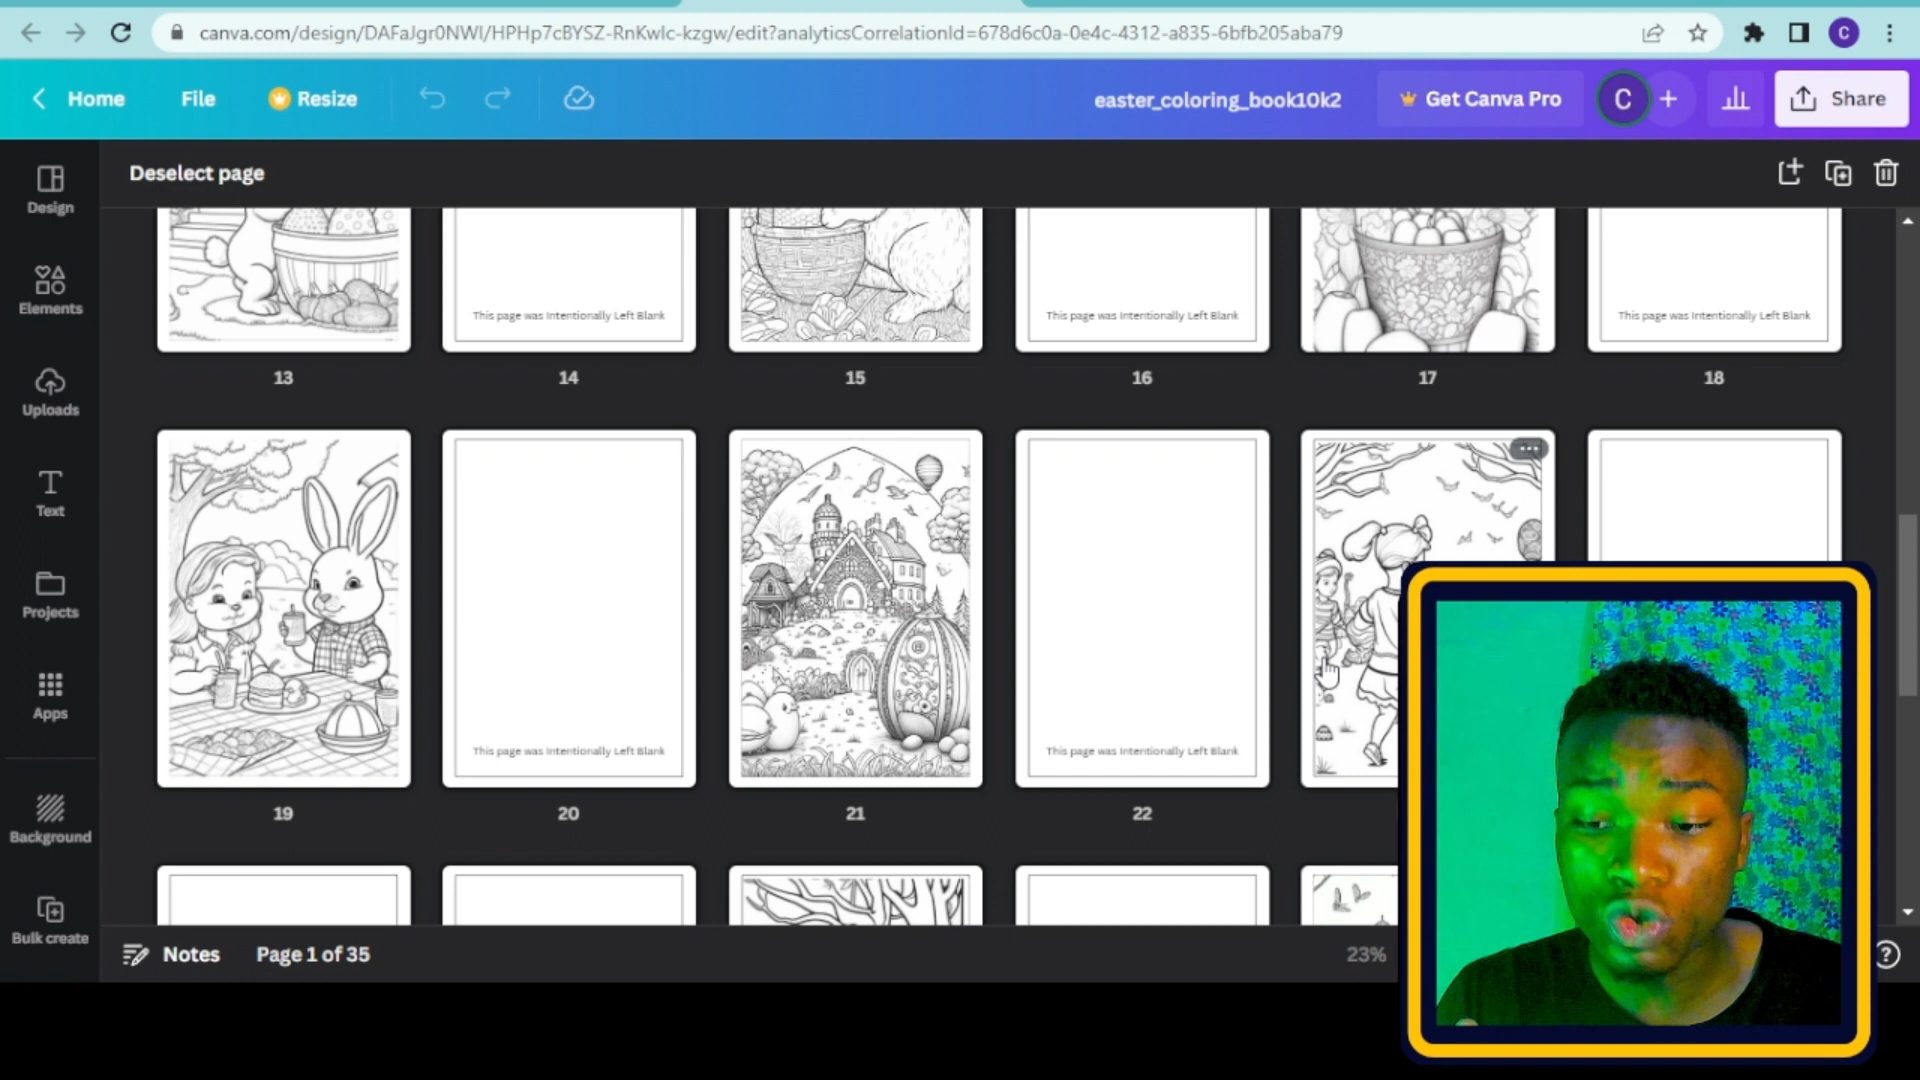 canva.com/design/DAFaJgr0NWI/HPHp7cBYSZ-RnKwlc-kzgw/edit?analyticsCorrelationId=678d6c0a-0e4c-4312-a835-6bfb205aba79
C
Home
File
Resize
easter_coloring_book10k2
Get Canva Pro
C
+
Share
Design
Deselect page
Elements
Uploads
Text
Projects
Apps
Background
Bulk create
This page was Intentionally Left Blank
This page was Intentionally Left Blank
This page was Intentionally Left Blank
13
14
15
16
17
18
This page was Intentionally Left Blank
This page was Intentionally Left Blank
19
20
21
22
Notes
Page 1 of 35
23%
?